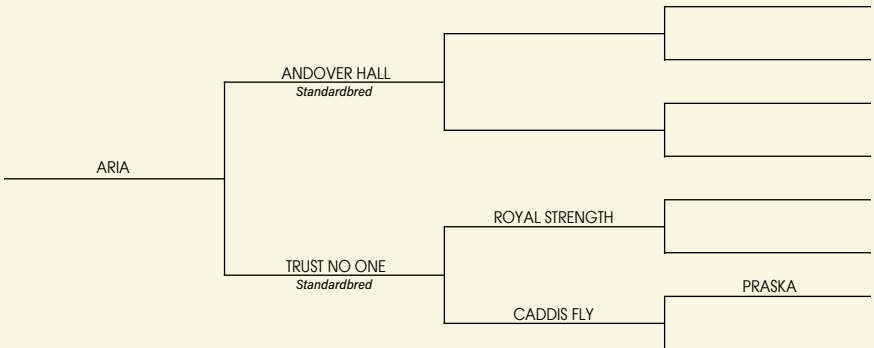 ANDOVER HALL
Standardbred
ARIA
ROYAL STRENGTH
TRUST NO ONE
Standardbred
PRASKA
CADDIS FLY